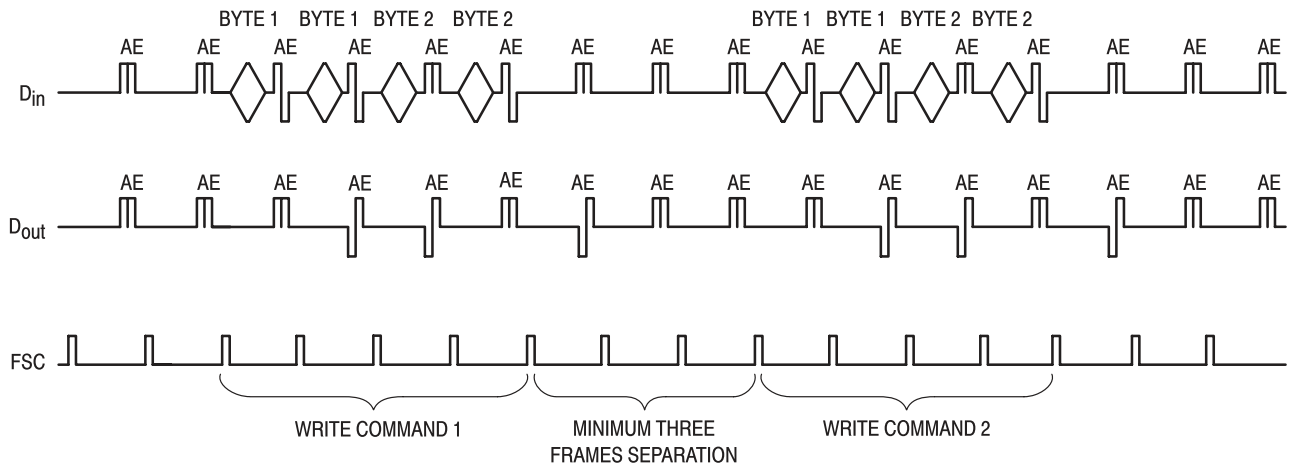 BYTE 1 BYTE 1 BYTE 2 BYTE 2 BYTE 1 BYTE 1 BYTE 2 BYTE 2
AE AE AE AE AE AE AE AE AE AE AE AE AE AE AE AE
Din
AE AE AE AE AE AE AE AE AE AE AE AE AE AE AE AE
Dout
FSC
WRITE COMMAND 1 MINIMUM THREE WRITE COMMAND 2
FRAMES SEPARATION